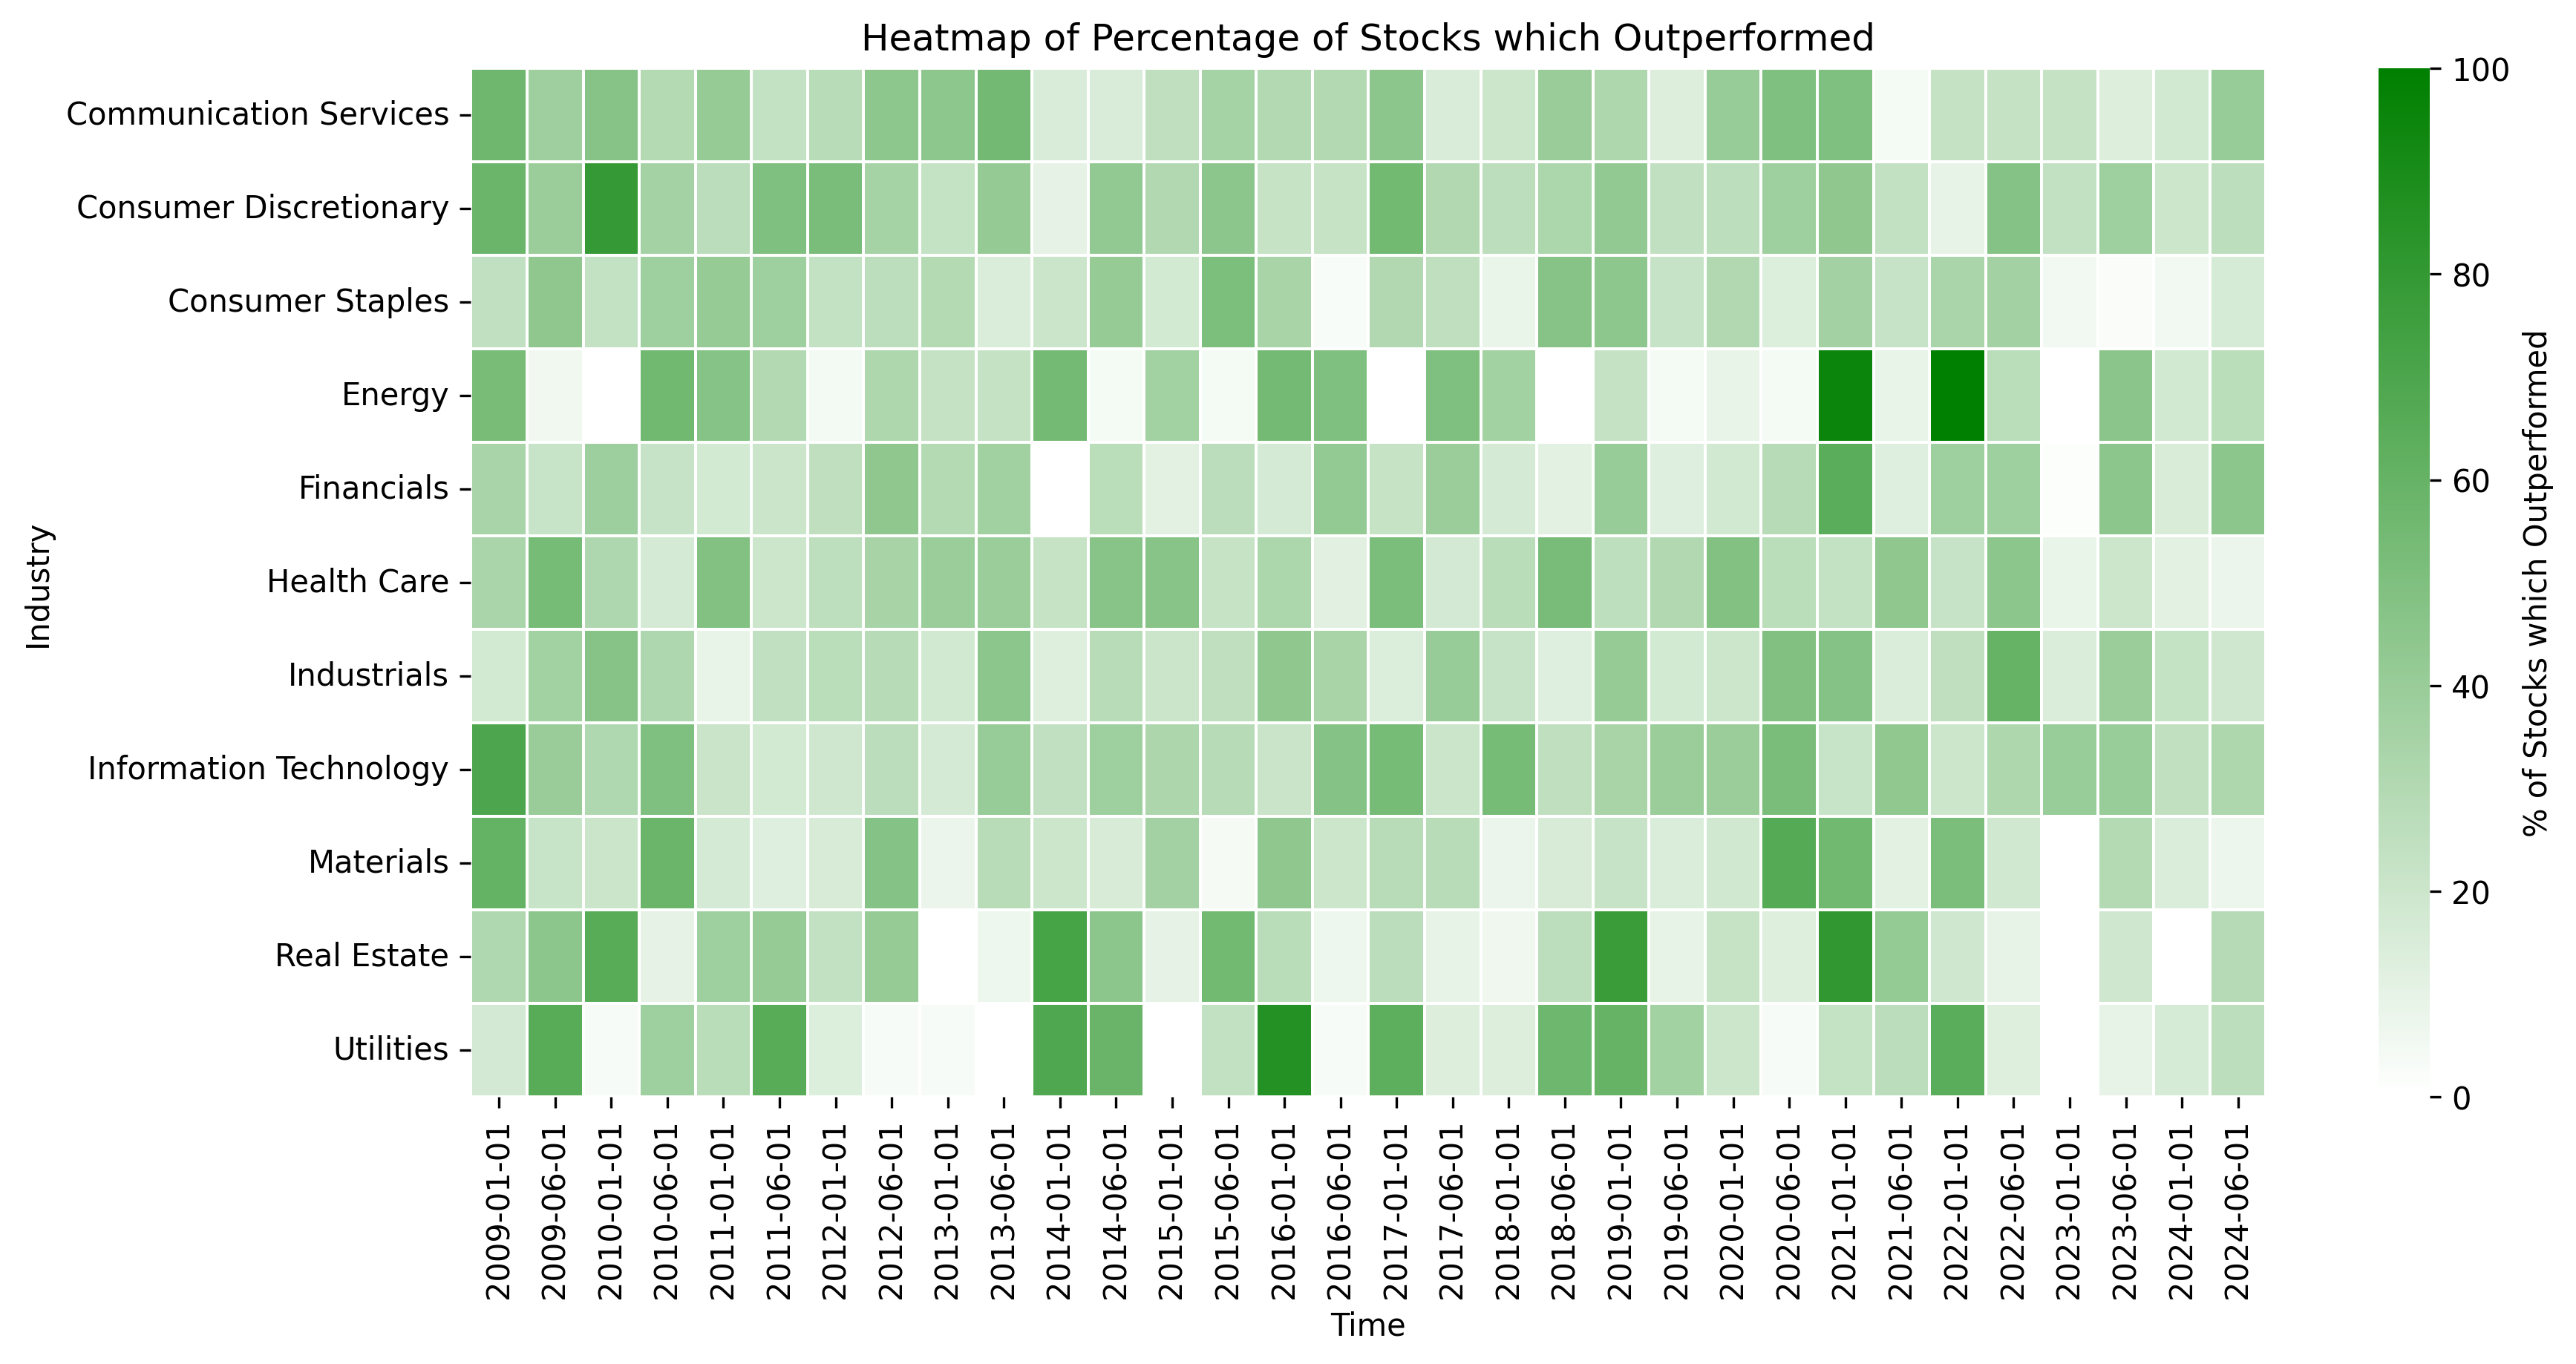 Heatmap of Percentage of Stocks which Outperformed
Industry
Communication Services
Consumer Discretionary
Consumer Staples
Energy
Financials
Health Care
Industrials
Information Technology
Materials
Real Estate
Utilities
2009-01-01
2009-06-01
2010-01-01
2010-06-01
2011-01-01
2011-06-01
2012-01-01
2012-06-01
2013-01-01
2013-06-01
2014-01-01
2014-06-01
2015-01-01
2015-06-01
2016-01-01
2016-06-01
2017-01-01
2017-06-01
2018-01-01
2018-06-01
2019-01-01
2019-06-01
2020-01-01
2020-06-01
2021-01-01
2021-06-01
2022-01-01
2022-06-01
2023-01-01
2023-06-01
2024-01-01
2024-06-01
Time
100
80
60
40
20
0
% of Stocks which Outperformed